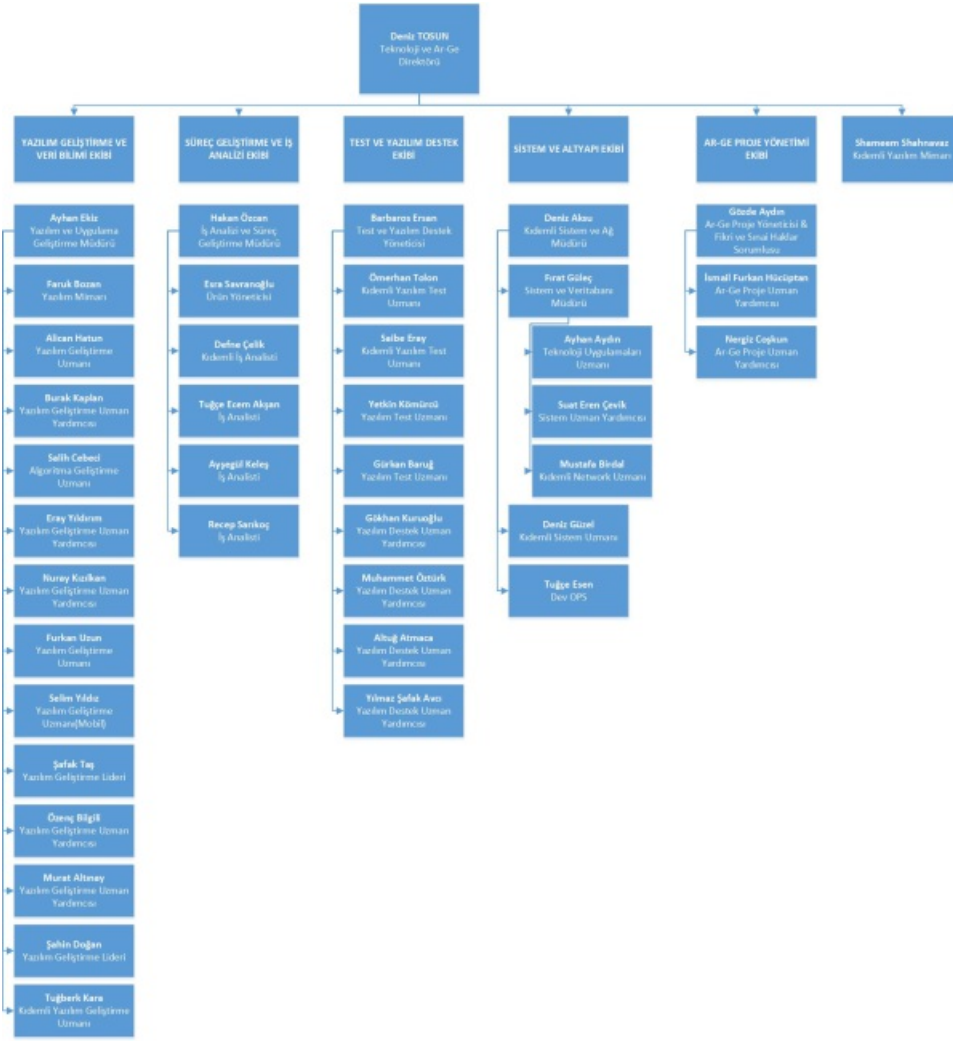 Deniz TOSUN
Teknoloji ve Ar-Ge
Direktörü
YAZILIM GELİŞTİRME VE
VERİ BİLİMİ EKİBİ
Ayhan Ekiz
Yazılım ve Uygulama
Geliştirme Müdürü
Faruk Bozan
Yazılım Mimarı
Alican Hatun
Yazılım Geliştirme
Uzmanı
Burak Kaplan
Yazılım Geliştirme Uzman
Yardımcısı
Salih Cebeci
Algoritma Geliştirme
Uzmanı
Eray Yıldırım
Yazılım Geliştirme Uzman
Yardımcısı
Nuray Kızılkan
Yazılım Geliştirme Uzman
Yardımcısı
Furkan Uzun
Yazılım Geliştirme
Uzmanı
Selim Yıldız
Yazılım Geliştirme
Uzmanı(Mobil)
Şafak Taş
Yazılım Geliştirme Lideri
Özenç Bilgili
Yazılım Geliştirme Uzman
Yardımcısı
Murat Altınay
Yazılım Geliştirme Uzman
Yardımcısı
Şahin Doğan
Yazılım Geliştirme Lideri
Tuğberk Kara
Kıdemli Yazılım Geliştirme
Uzmanı
SÜREÇ GELİŞTİRME VE İŞ
ANALİZİ EKİBİ
Hakan Özcan
İş Analizi ve Süreç
Geliştirme Müdürü
Esra Savranoğlu
Ürün Yöneticisi
Defne Çelik
Kıdemli İş Analisti
Tuğçe Ecem Akşan
İş Analisti
Ayşegül Keleş
İş Analisti
Recep Sarıkoç
İş Analisti
TEST VE YAZILIM DESTEK
EKİBİ
Barbaros Ersan
Test ve Yazılım Destek
Yöneticisi
Ömerhan Tolon
Kıdemli Yazılım Test
Uzmanı
Saibe Eray
Kıdemli Yazılım Test
Uzmanı
Yetkin Kömürcü
Yazılım Test Uzmanı
Gürkan Baruğ
Yazılım Test Uzmanı
Gökhan Kuruoğlu
Yazılım Destek Uzman
Yardımcısı
Muhammet Öztürk
Yazılım Destek Uzman
Yardımcısı
Altuğ Atmaca
Yazılım Destek Uzman
Yardımcısı
Yılmaz Şafak Avcı
Yazılım Destek Uzman
Yardımcısı
SİSTEM VE ALTYAPI EKİBİ
Deniz Aksu
Kıdemli Sistem ve Ağ
Müdürü
Fırat Güleç
Sistem ve Veritabanı
Müdürü
Ayhan Aydın
Teknoloji Uygulamaları
Uzmanı
Suat Eren Çevik
Sistem Uzman Yardımcısı
Mustafa Birdal
Kıdemli Network Uzmanı
Deniz Güzel
Kıdemli Sistem Uzmanı
Tuğçe Esen
Dev OPS
AR-GE PROJE YÖNETİMİ
EKİBİ
Gözde Aydın
Ar-Ge Proje Yöneticisi &
Fikri ve Sınai Haklar
Sorumlusu
İsmail Furkan Hücüptan
Ar-Ge Proje Uzman
Yardımcısı
Nergiz Coşkun
Ar-Ge Proje Uzman
Yardımcısı
Shameem Shahnavaz
Kıdemli Yazılım Mimarı